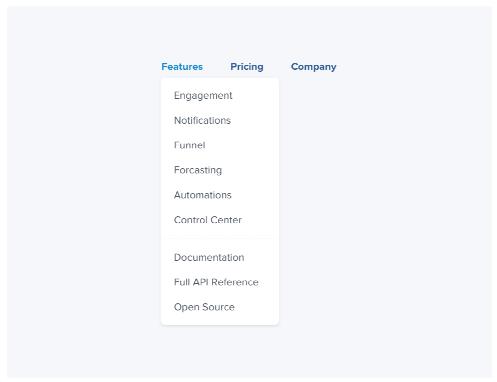 Features Pricing Company
Engagement
Notifications
Funnel
Forcasting
Automations
Control Center
Documentation
Full API Reference
Open Source